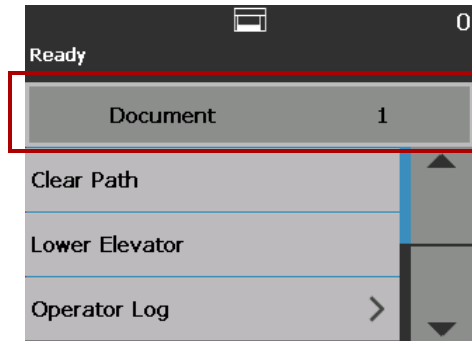 0
Ready
Document 1
Clear Path
Lower Elevator
Operator Log